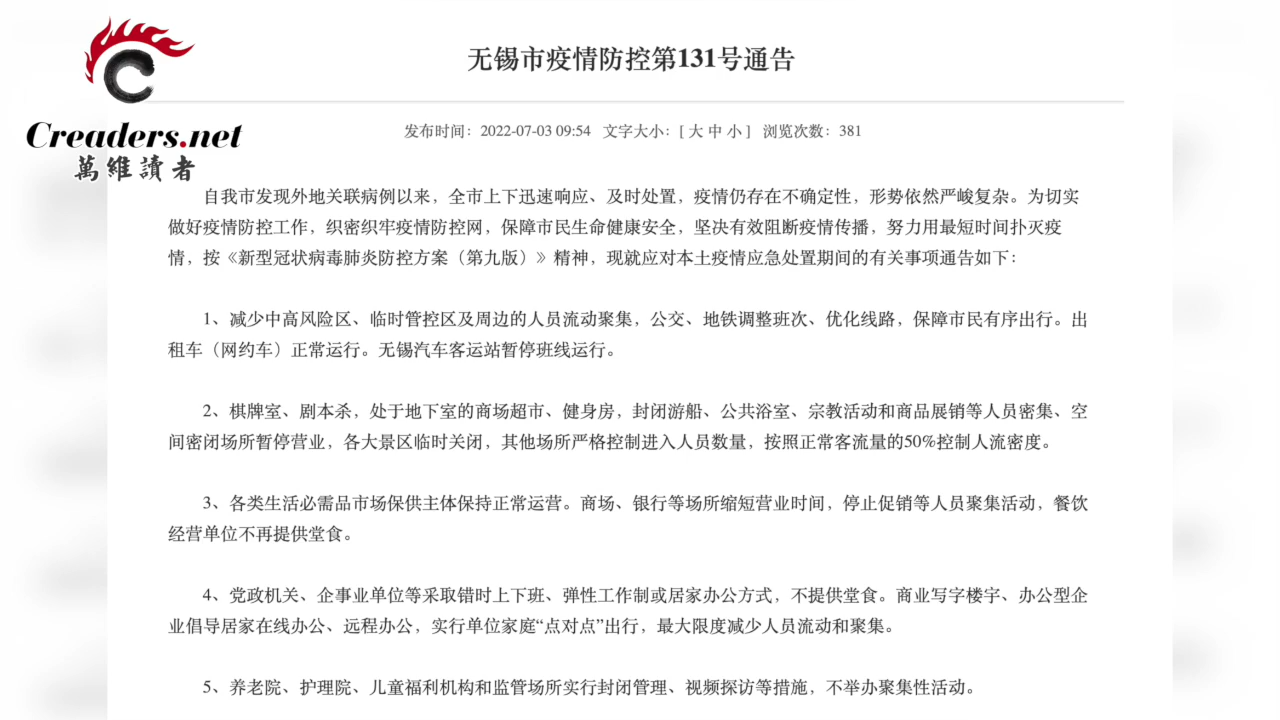 无锡市疫情防控第131号通告
Creaders.net
萬維讀者
发布时间：2022-07-03 09:54 文字大小：[ 大 中 小 ] 浏览次数：381
自我市发现外地关联病例以来，全市上下迅速响应、及时处置，疫情仍存在不确定性，形势依然严峻复杂。为切实
做好疫情防控工作，织密织牢疫情防控网，保障市民生命健康安全，坚决有效阻断疫情传播，努力用最短时间扑灭疫
情，按《新型冠状病毒肺炎防控方案（第九版）》精神，现就应对本土疫情应急处置期间的有关事项通告如下：
1、减少中高风险区、临时管控区及周边的人员流动聚集，公交、地铁调整班次、优化线路，保障市民有序出行。出
租车（网约车）正常运行。无锡汽车客运站暂停班线运行。
2、棋牌室、剧本杀，处于地下室的商场超市、健身房，封闭游船、公共浴室、宗教活动和商品展销等人员密集、空
间密闭场所暂停营业，各大景区临时关闭，其他场所严格控制进入人员数量，按照正常客流量的50%控制人流密度。
3、各类生活必需品市场保供主体保持正常运营。商场、银行等场所缩短营业时间，停止促销等人员聚集活动，餐饮
经营单位不再提供堂食。
4、党政机关、企事业单位等采取错时上下班、弹性工作制或居家办公方式，不提供堂食。商业写字楼宇、办公型企
业倡导居家在线办公、远程办公，实行单位家庭“点对点”出行，最大限度减少人员流动和聚集。
5、养老院、护理院、儿童福利机构和监管场所实行封闭管理、视频探访等措施，不举办聚集性活动。